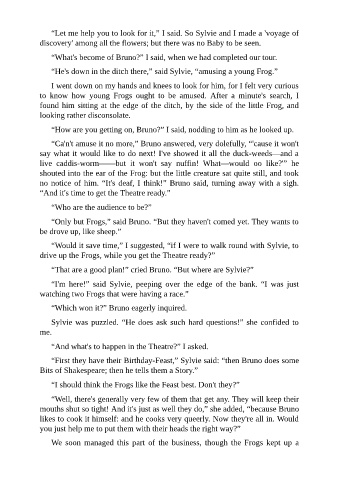 “Let me help you to look for it,” I said. So Sylvie and I made a 'voyage of
discovery' among all the flowers; but there was no Baby to be seen.
“What's become of Bruno?” I said, when we had completed our tour.
“He's down in the ditch there,” said Sylvie, “amusing a young Frog.”
I went down on my hands and knees to look for him, for I felt very curious
to know how young Frogs ought to be amused. After a minute's search, I
found him sitting at the edge of the ditch, by the side of the little Frog, and
looking rather disconsolate.
“How are you getting on, Bruno?” I said, nodding to him as he looked up.
“Ca'n't amuse it no more,” Bruno answered, very dolefully, “'cause it won't
say what it would like to do next! I've showed it all the duck-weeds—and a
live caddis-worm——but it won't say nuffin! What—would oo like?'” he
shouted into the ear of the Frog: but the little creature sat quite still, and took
no notice of him. “It's deaf, I think!” Bruno said, turning away with a sigh.
“And it's time to get the Theatre ready.”
“Who are the audience to be?”
“Only but Frogs,” said Bruno. “But they haven't comed yet. They wants to
be drove up, like sheep.”
“Would it save time,” I suggested, “if I were to walk round with Sylvie, to
drive up the Frogs, while you get the Theatre ready?”
“That are a good plan!” cried Bruno. “But where are Sylvie?”
“I'm here!” said Sylvie, peeping over the edge of the bank. “I was just
watching two Frogs that were having a race.”
“Which won it?” Bruno eagerly inquired.
Sylvie was puzzled. “He does ask such hard questions!” she confided to
me.
“And what's to happen in the Theatre?” I asked.
“First they have their Birthday-Feast,” Sylvie said: “then Bruno does some
Bits of Shakespeare; then he tells them a Story.”
“I should think the Frogs like the Feast best. Don't they?”
“Well, there's generally very few of them that get any. They will keep their
mouths shut so tight! And it's just as well they do,” she added, “because Bruno
likes to cook it himself: and he cooks very queerly. Now they're all in. Would
you just help me to put them with their heads the right way?”
We soon managed this part of the business, though the Frogs kept up a